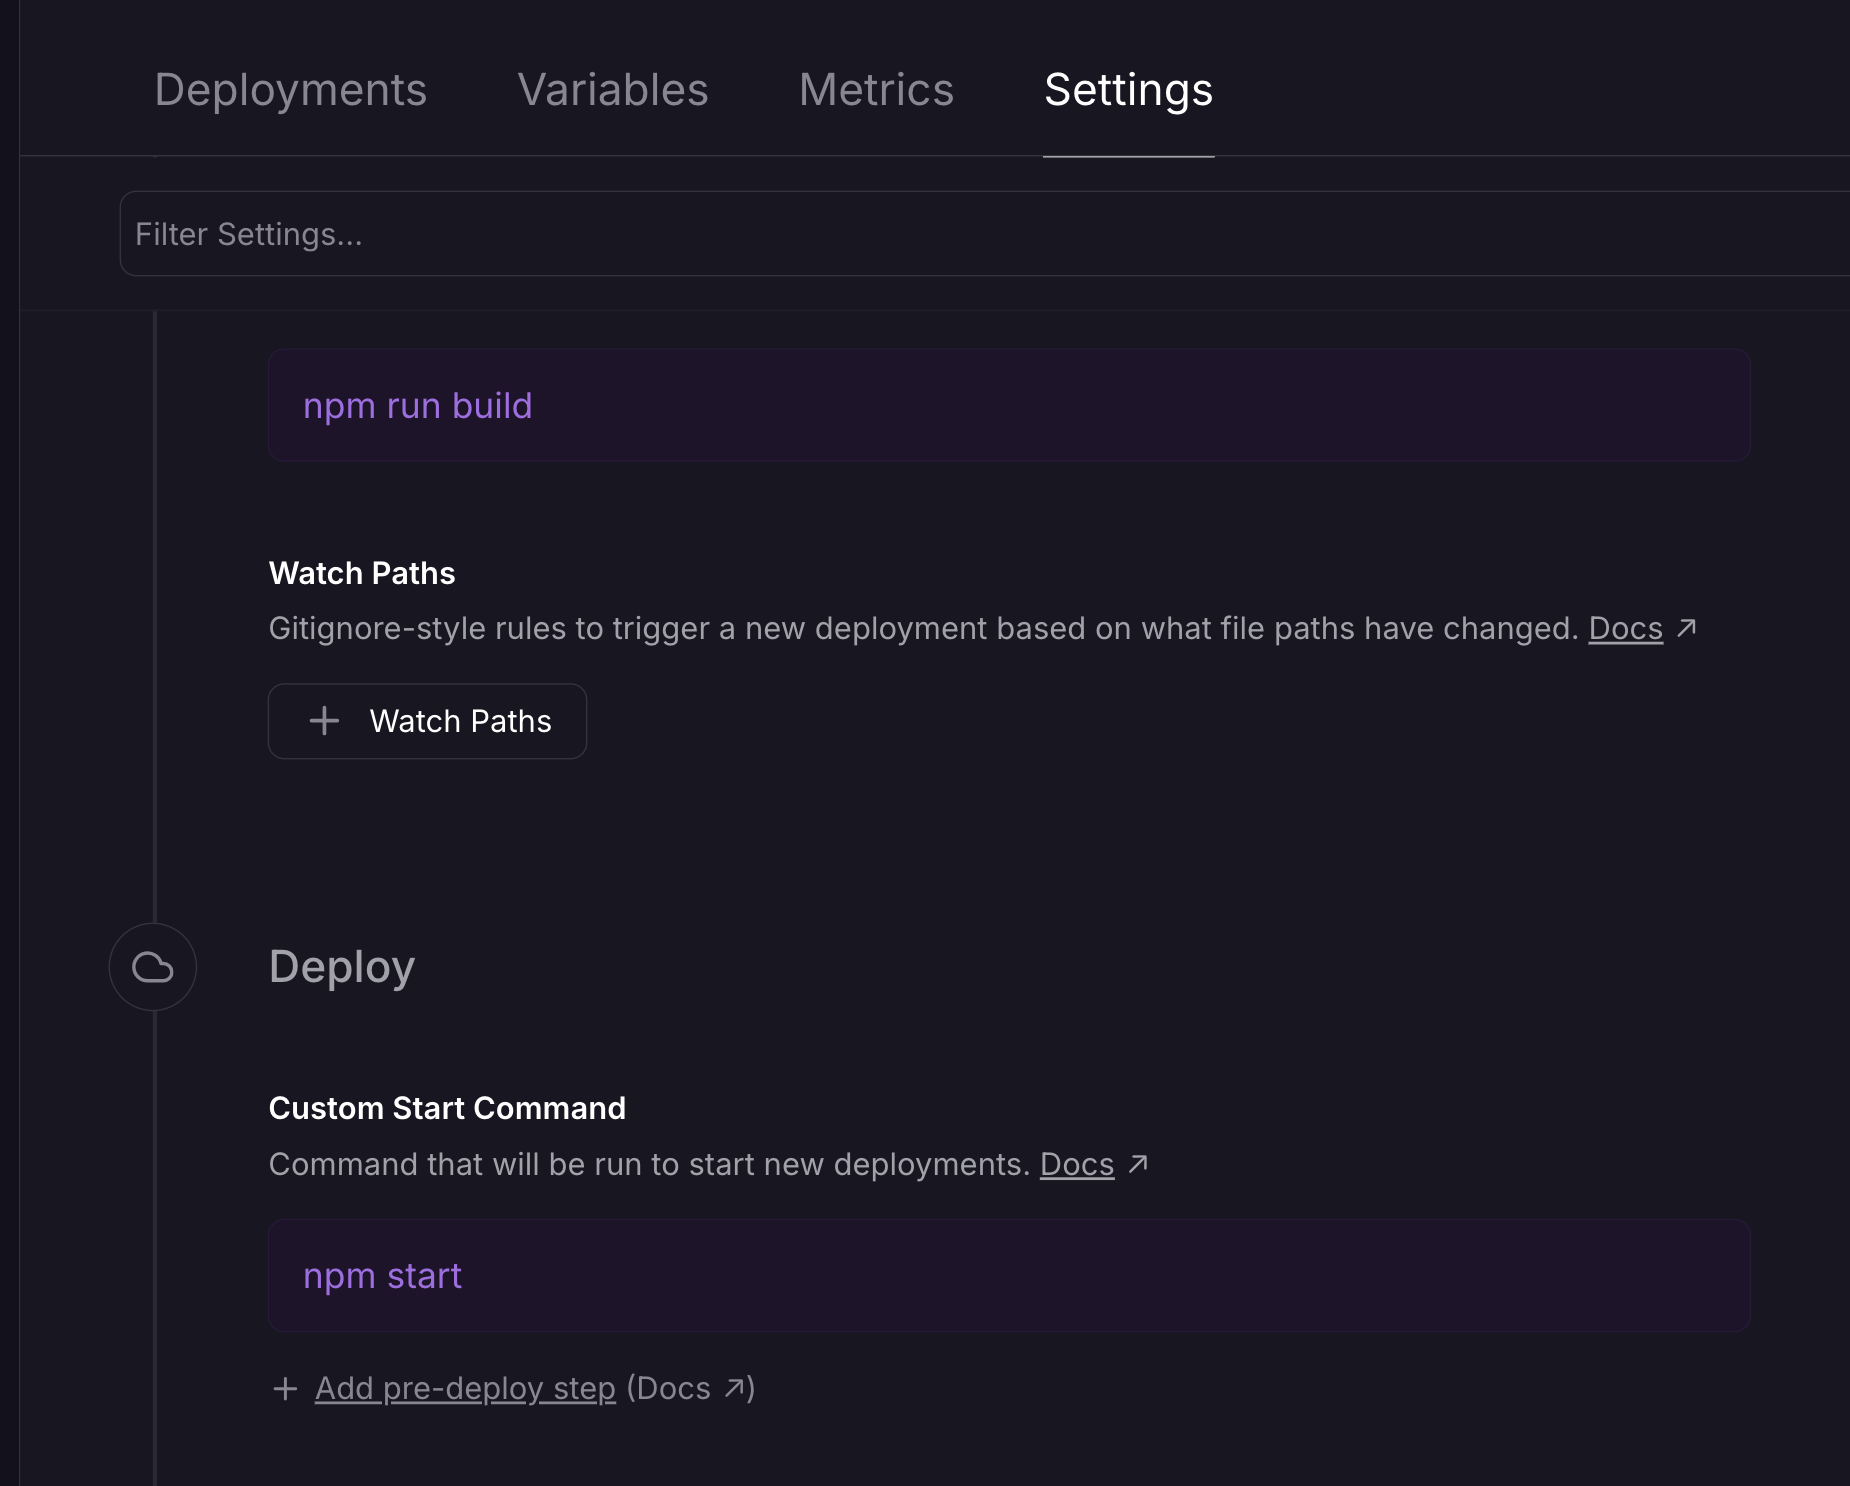 Deployments Variables Metrics Settings
Filter Settings...
npm run build
Watch Paths
Gitignore-style rules to trigger a new deployment based on what file paths have changed. Docs ↗
+ Watch Paths
Deploy
Custom Start Command
Command that will be run to start new deployments. Docs ↗
npm start
+ Add pre-deploy step (Docs ↗)